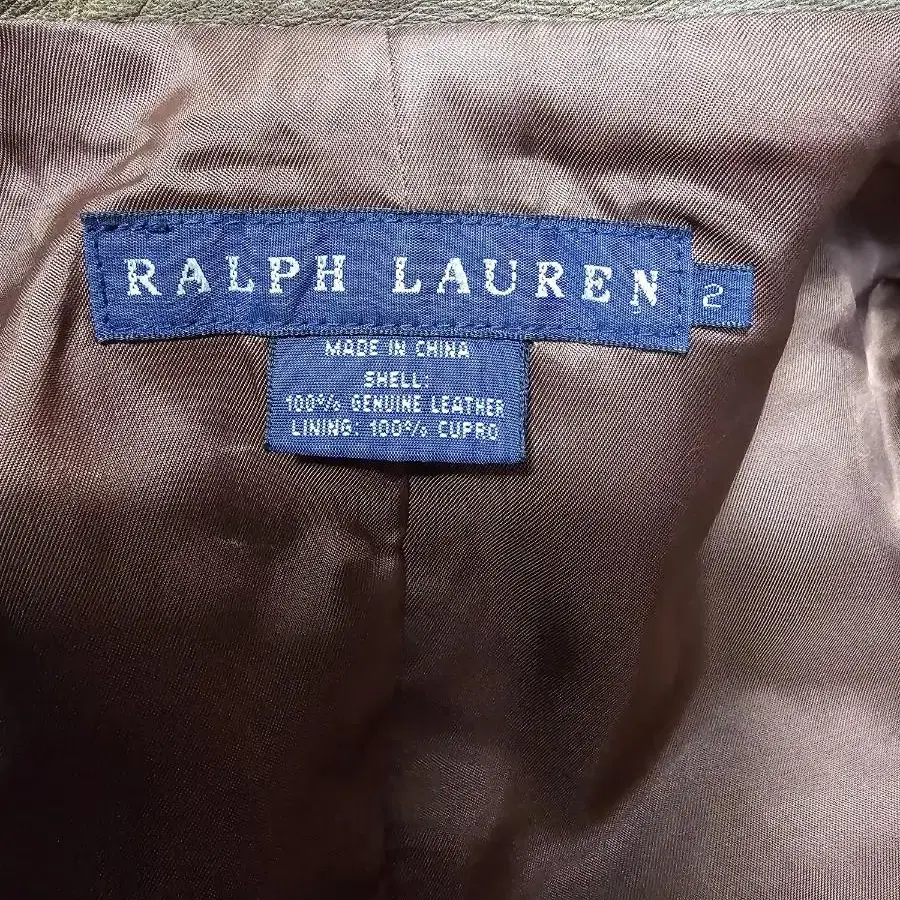 RALPH LAUREN
2
MADE IN CHINA
SHELL:
100% GENUINE LEATHER
LINING: 100% CUPRO